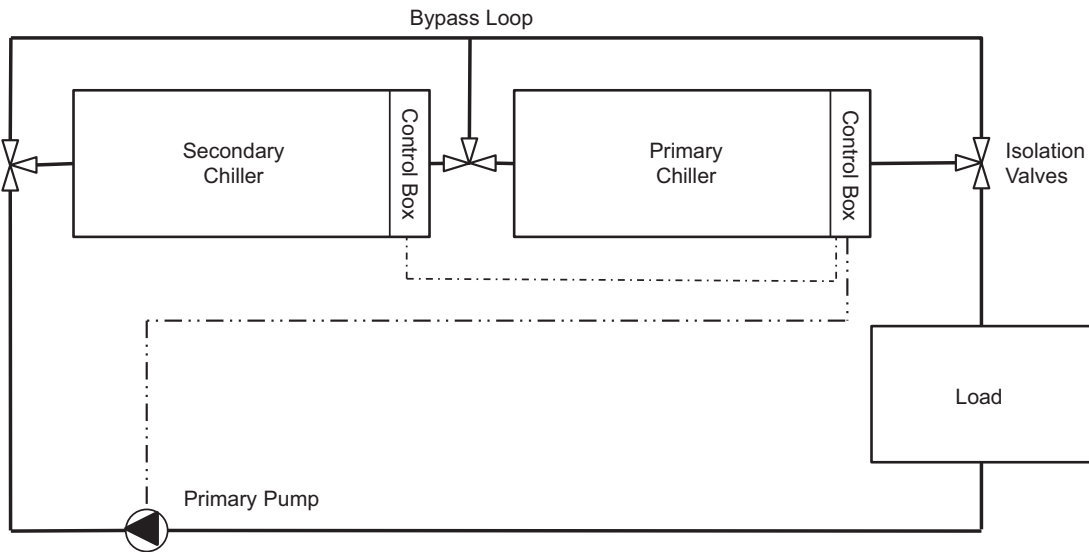 Bypass Loop
Secondary
Chiller
Control Box
Primary
Chiller
Control Box
Isolation
Valves
Load
Primary Pump